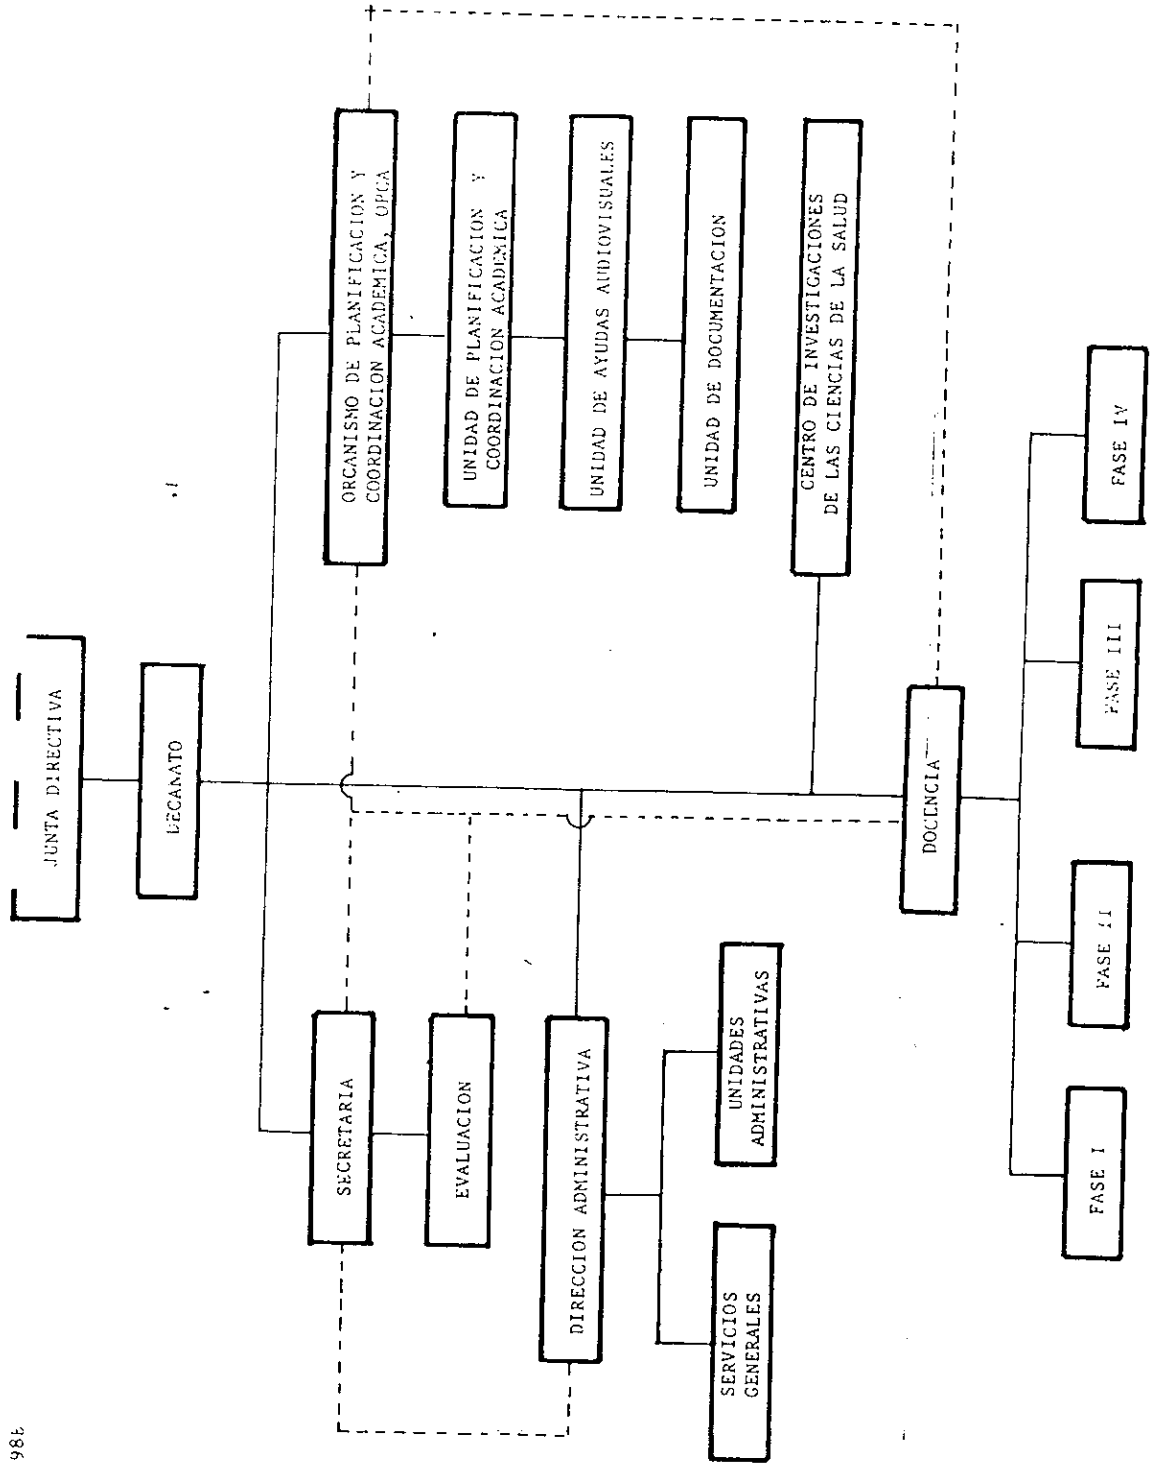 98E
JUNTA DIRECTIVA
DECANATO
ORGANISMO DE PLANIFICACION Y
COORDINACION ACADEMICA, OPCA
SECRETARIA
UNIDAD DE PLANIFICACION Y
COORDINACION ACADEMICA
EVALUACION
UNIDAD DE AYUDAS AUDIOVISUALES
DIRECCION ADMINISTRATIVA
UNIDAD DE DOCUMENTACION
SERVICIOS
GENERALES
UNIDADES
ADMINISTRATIVAS
CENTRO DE INVESTIGACIONES
DE LAS CIENCIAS DE LA SALUD
DOCENCIA
FASE I
FASE II
FASE III
FASE IV